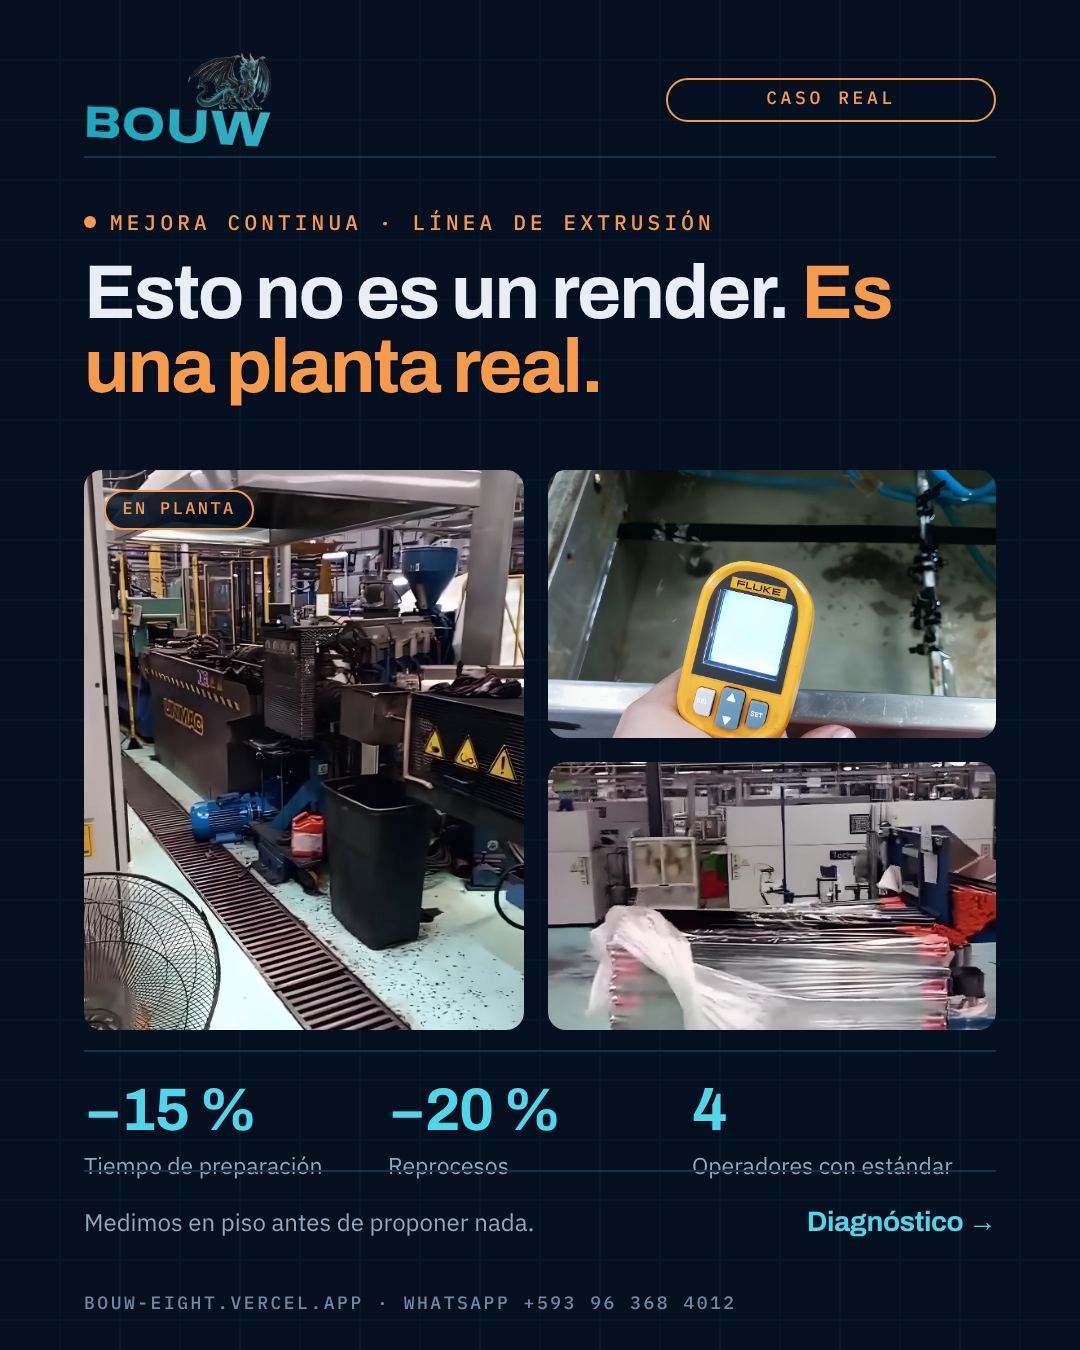 BOUW
CASO REAL
MEJORA CONTINUA · LÍNEA DE EXTRUSIÓN
Esto no es un render. Es
una planta real.
EN PLANTA
UNIMAC
FLUKE
SET
−15 %
−20 %
4
Tiempo de preparación
Reprocesos
Operadores con estándar
Medimos en piso antes de proponer nada.
Diagnóstico →
BOUW-EIGHT.VERCEL.APP · WHATSAPP +593 96 368 4012